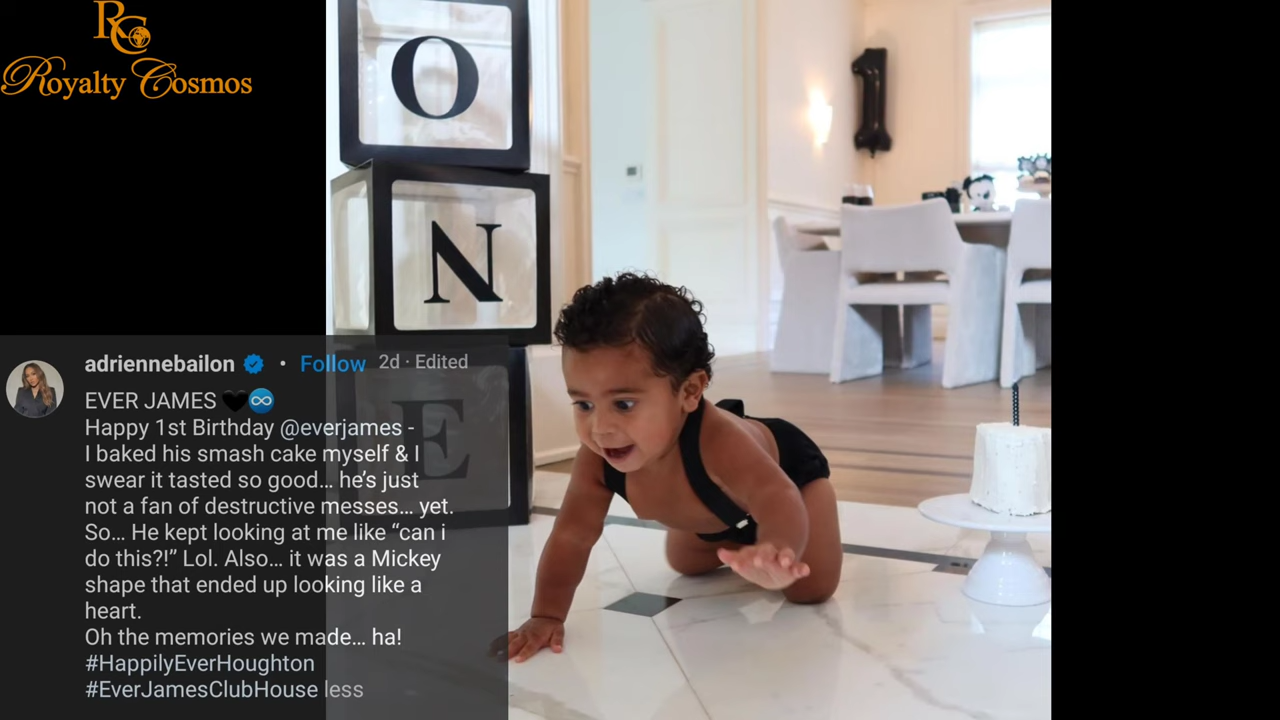 RC
Royalty Cosmos
O
N
E
1
adriennebailon • Follow 2d · Edited
EVER JAMES 🖤♾️
Happy 1st Birthday @everjames -
I baked his smash cake myself & I
swear it tasted so good… he's just
not a fan of destructive messes… yet.
So… He kept looking at me like “can i
do this?!” Lol. Also… it was a Mickey
shape that ended up looking like a
heart.
Oh the memories we made… ha!
#HappilyEverHoughton
#EverJamesClubHouse less